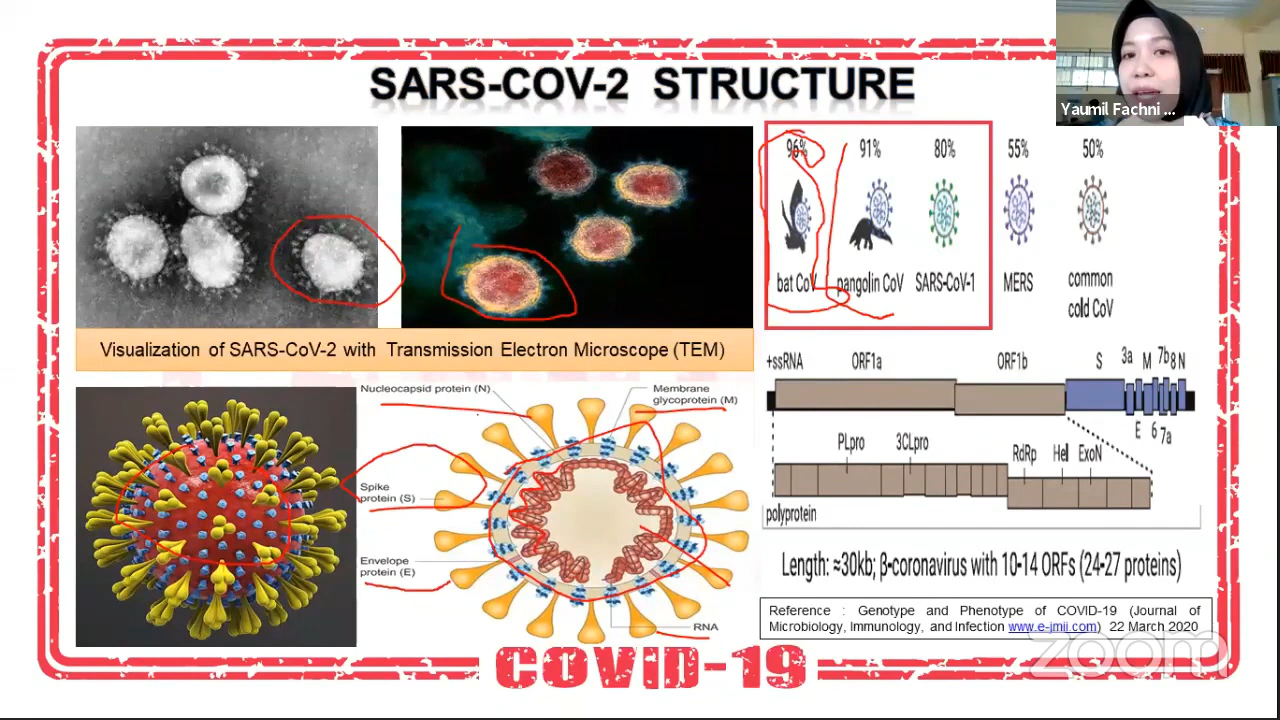 SARS-COV-2 STRUCTURE
Yaumil Fachni ...
96% 91% 80% 55% 50%
bat CoV pangolin CoV SARS-CoV-1 MERS common
cold CoV
Visualization of SARS-CoV-2 with Transmission Electron Microscope (TEM)
Nucleocapsid protein (N)
Membrane
glycoprotein (M)
Spike
protein (S)
Envelope
protein (E)
RNA
+ssRNA ORF1a ORF1b S 3a M 7b 8 N
E 6 7a
PLpro 3CLpro RdRp Hel ExoN
polyprotein
Length: ≈30kb; β-coronavirus with 10-14 ORFs (24-27 proteins)
Reference : Genotype and Phenotype of COVID-19 (Journal of
Microbiology, Immunology, and Infection www.e-jmii.com) 22 March 2020
COVID-19
zoom